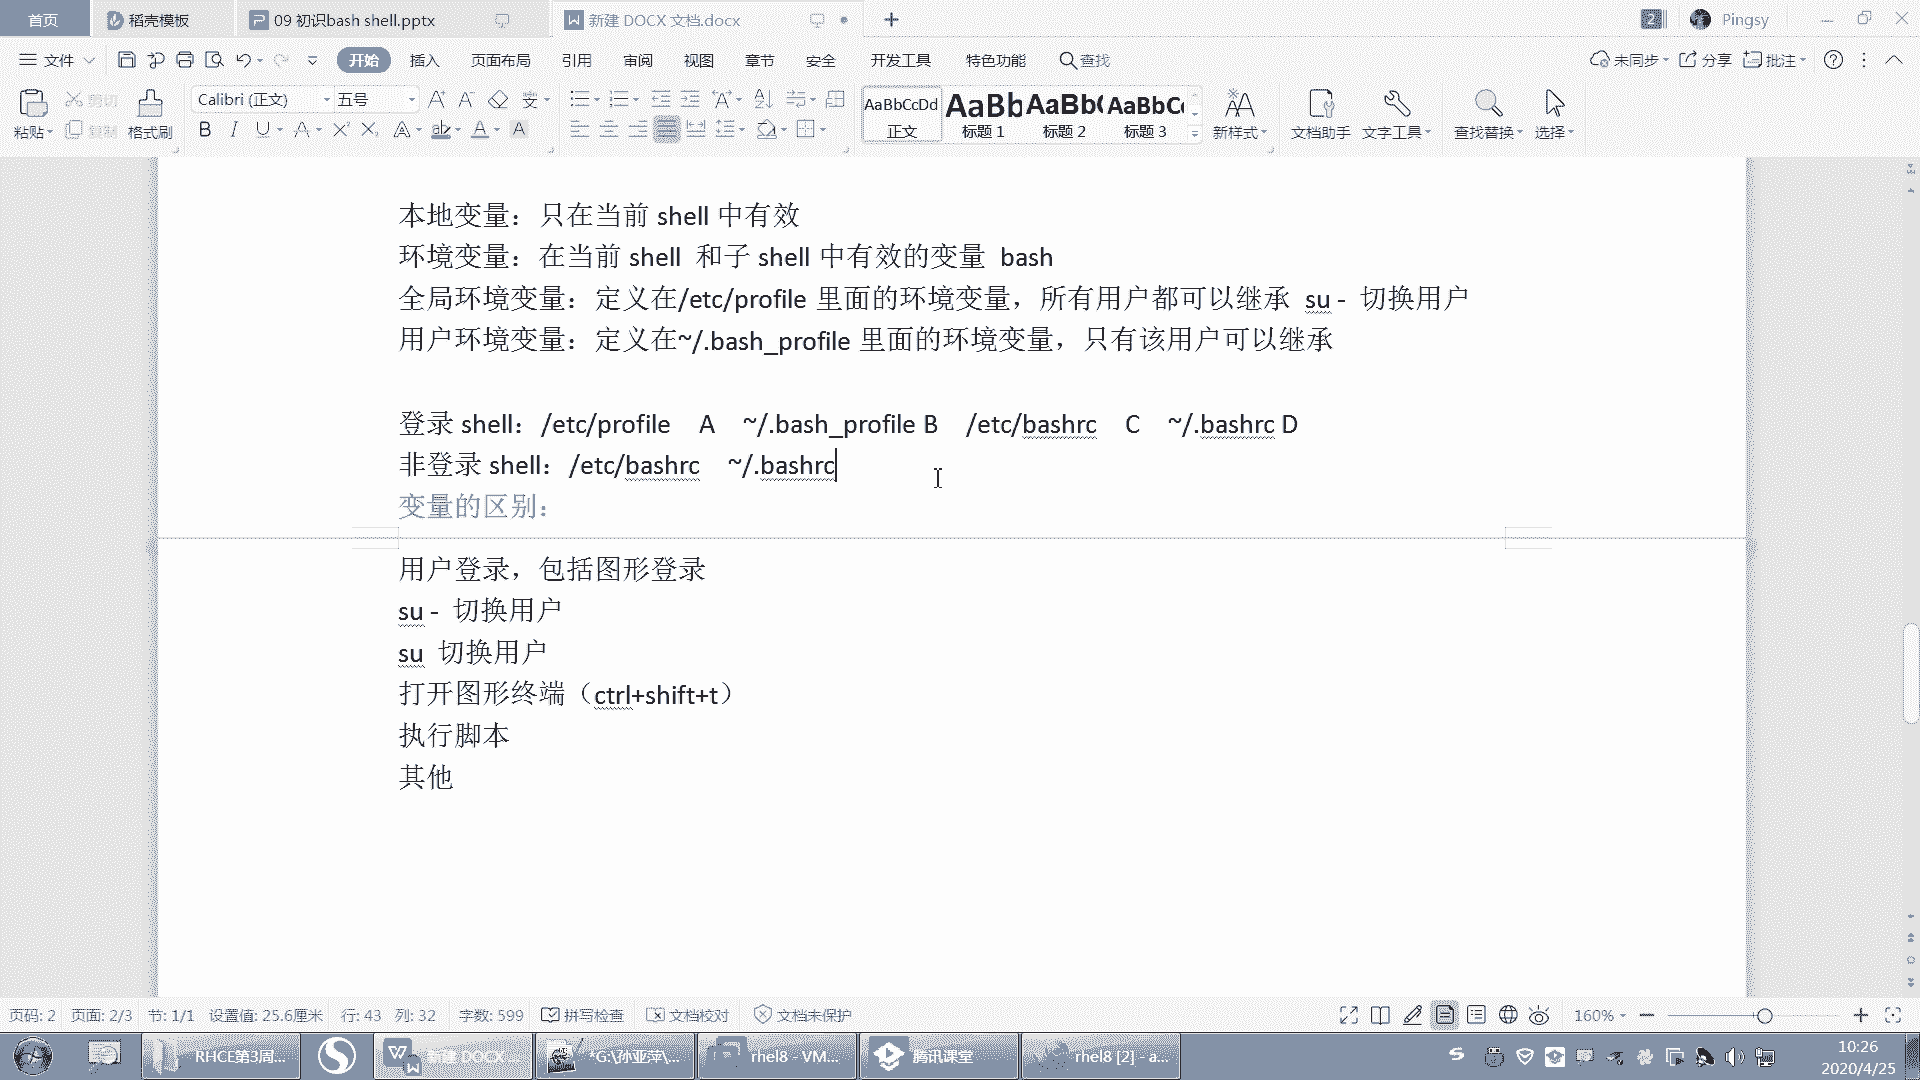 首页 稻壳模板 09 初识bash shell.pptx 新建 DOCX 文档.docx 2 Pingsy
文件 开始 插入 页面布局 引用 审阅 视图 章节 安全 开发工具 特色功能 查找 未同步 分享 批注
粘贴 剪切 复制 格式刷 Calibri (正文) 五号 AaBbCcDd 正文 AaBb 标题 1 AaBb( 标题 2 AaBbC 标题 3 新样式 文档助手 文字工具 查找替换 选择
本地变量：只在当前 shell 中有效
环境变量：在当前 shell 和子 shell 中有效的变量 bash
全局环境变量：定义在/etc/profile 里面的环境变量，所有用户都可以继承 su - 切换用户
用户环境变量：定义在~/.bash_profile 里面的环境变量，只有该用户可以继承
登录 shell：/etc/profile A ~/.bash_profile B /etc/bashrc C ~/.bashrc D
非登录 shell：/etc/bashrc ~/.bashrc
变量的区别：
用户登录，包括图形登录
su - 切换用户
su 切换用户
打开图形终端（ctrl+shift+t）
执行脚本
其他
页码: 2 页面: 2/3 节: 1/1 设置值: 25.6厘米 行: 43 列: 32 字数: 599 拼写检查 文档校对 文档未保护 160%
RHCE第3周... 新建 DOCX ... *G:\孙亚萍\... rhel8 - VM... 腾讯课堂 rhel8 [2] - a... 10:26
2020/4/25